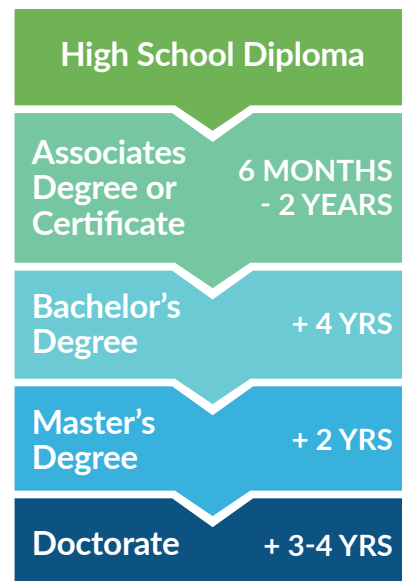 High School Diploma
Associates
Degree or
Certificate
6 MONTHS
- 2 YEARS
Bachelor's
Degree
+ 4 YRS
Master's
Degree
+ 2 YRS
Doctorate
+ 3-4 YRS